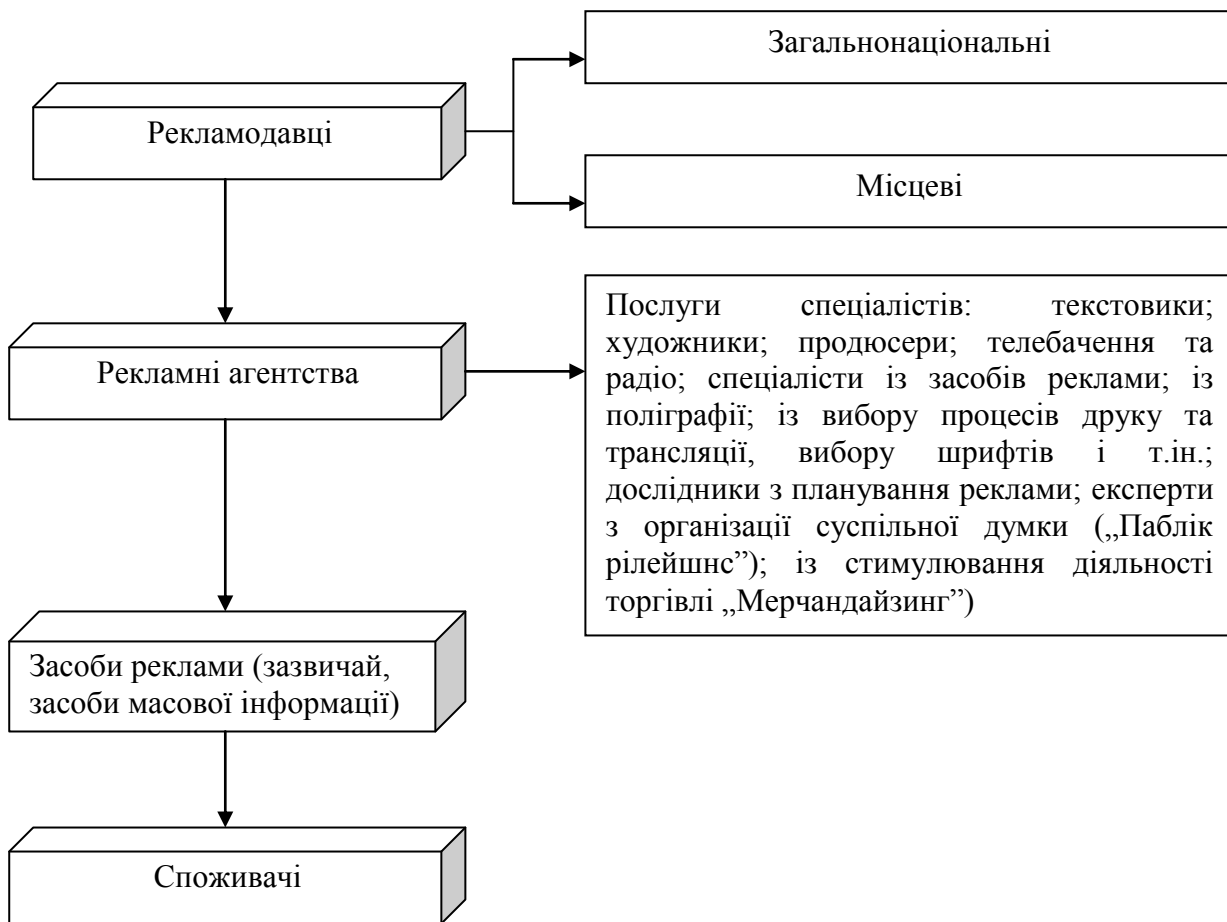 Загальнонаціональні
Рекламодавці
Місцеві
Послуги спеціалістів: текстовики;
художники; продюсери; телебачення та
радіо; спеціалісти із засобів реклами; із
поліграфії; із вибору процесів друку та
трансляції, вибору шрифтів і т.ін.;
дослідники з планування реклами; експерти
з організації суспільної думки („Паблік
рілейшнс”); із стимулювання діяльності
торгівлі „Мерчандайзинг”)
Рекламні агентства
Засоби реклами (зазвичай,
засоби масової інформації)
Споживачі